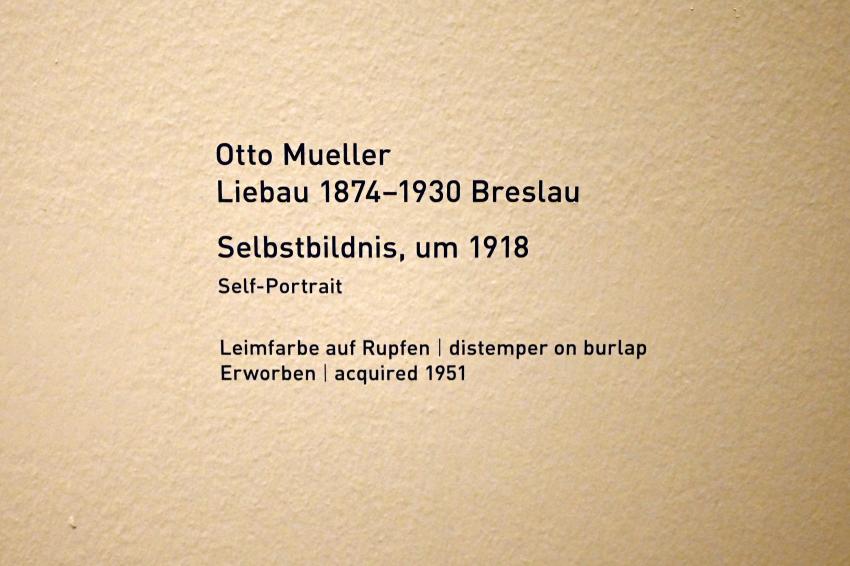 Otto Mueller
Liebau 1874–1930 Breslau
Selbstbildnis, um 1918
Self-Portrait
Leimfarbe auf Rupfen | distemper on burlap
Erworben | acquired 1951